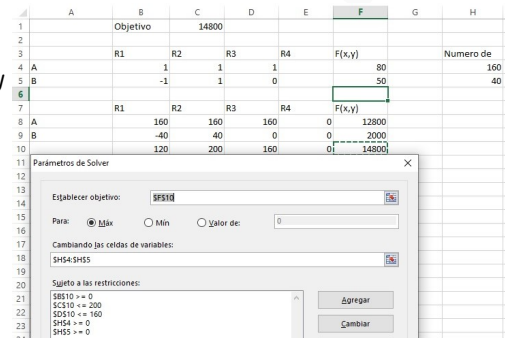 A B C D E F G H
1 Objetivo 14800
2
3 R1 R2 R3 R4 F(x,y) Numero de
4 A 1 1 1 80 160
5 B -1 1 0 50 40
6
7 R1 R2 R3 R4 F(x,y)
8 A 160 160 160 0 12800
9 B -40 40 0 0 2000
10 120 200 160 0 14800
11 Parámetros de Solver
12
13
14 Establecer objetivo: $F$10
15
16 Para: Máx Mín Valor de: 0
17 Cambiando las celdas de variables:
18 $H$4:$H$5
19
20 Sujeto a las restricciones:
21 $B$10 >= 0 Agregar
22 $C$10 <= 200
$D$10 <= 160
23 $H$4 >= 0 Cambiar
$H$5 >= 0